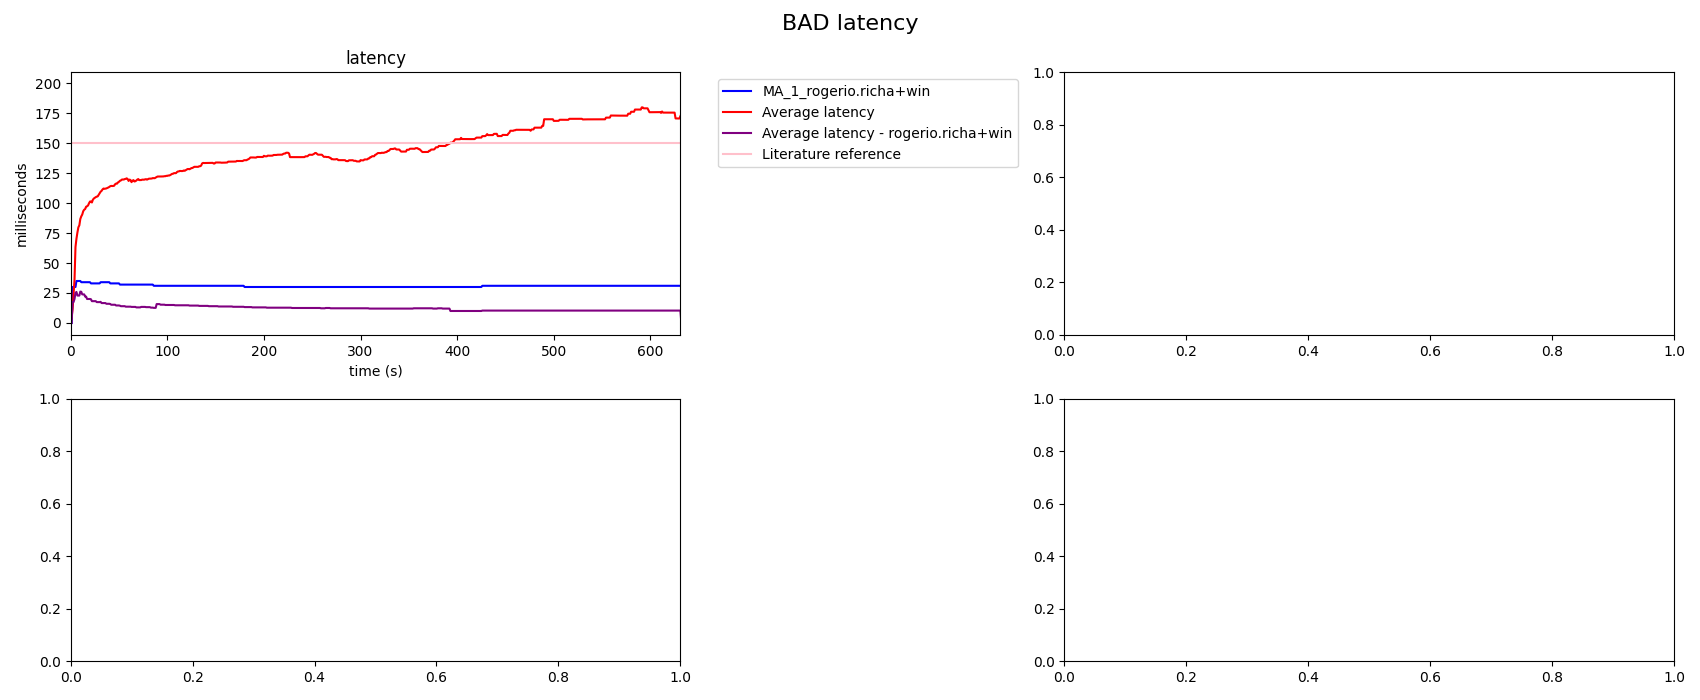 BAD latency
latency
200
175
150
125
100
75
50
25
0
milliseconds
0 100 200 300 400 500 600
time (s)
MA_1_rogerio.richa+win
Average latency
Average latency - rogerio.richa+win
Literature reference
1.0
0.8
0.6
0.4
0.2
0.0
0.0 0.2 0.4 0.6 0.8 1.0
1.0
0.8
0.6
0.4
0.2
0.0
0.0 0.2 0.4 0.6 0.8 1.0
1.0
0.8
0.6
0.4
0.2
0.0
0.0 0.2 0.4 0.6 0.8 1.0